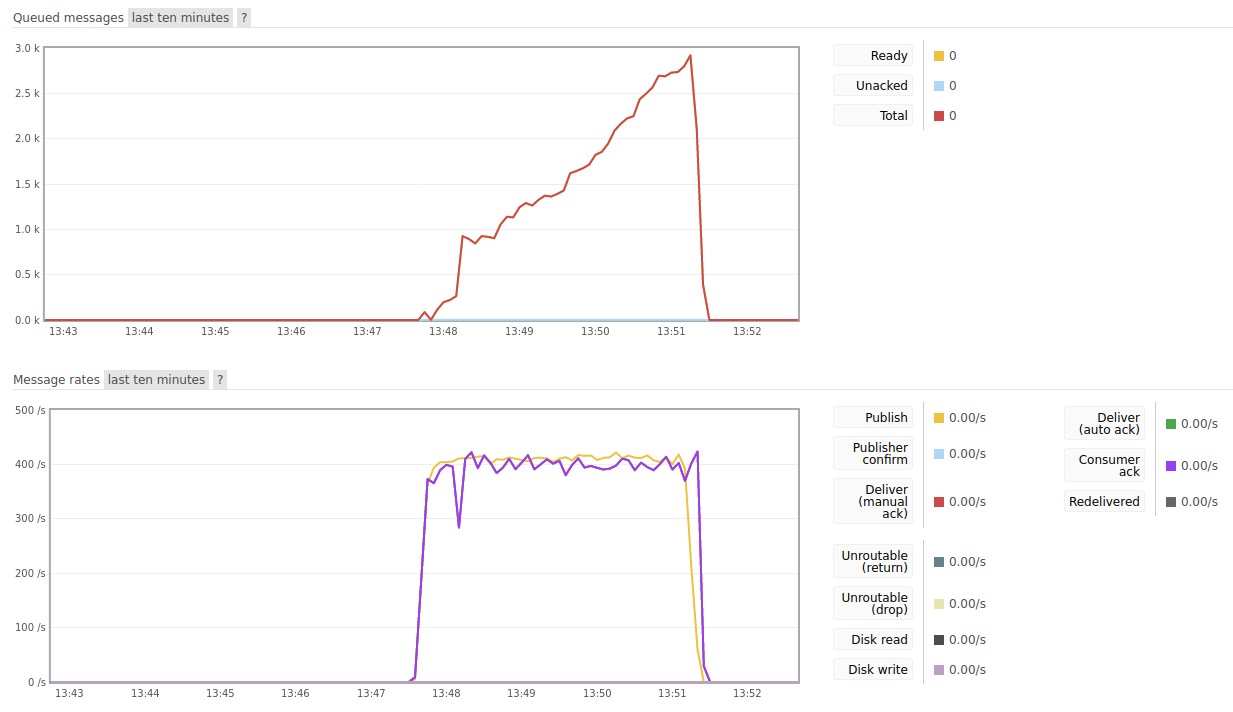 Queued messages last ten minutes ?
3.0 k
2.5 k
2.0 k
1.5 k
1.0 k
0.5 k
0.0 k
13:43 13:44 13:45 13:46 13:47 13:48 13:49 13:50 13:51 13:52
Ready 0
Unacked 0
Total 0
Message rates last ten minutes ?
500 /s
400 /s
300 /s
200 /s
100 /s
0 /s
13:43 13:44 13:45 13:46 13:47 13:48 13:49 13:50 13:51 13:52
Publish 0.00/s
Publisher
confirm 0.00/s
Deliver
(manual
ack) 0.00/s
Deliver
(auto ack) 0.00/s
Consumer
ack 0.00/s
Redelivered 0.00/s
Unroutable
(return) 0.00/s
Unroutable
(drop) 0.00/s
Disk read 0.00/s
Disk write 0.00/s